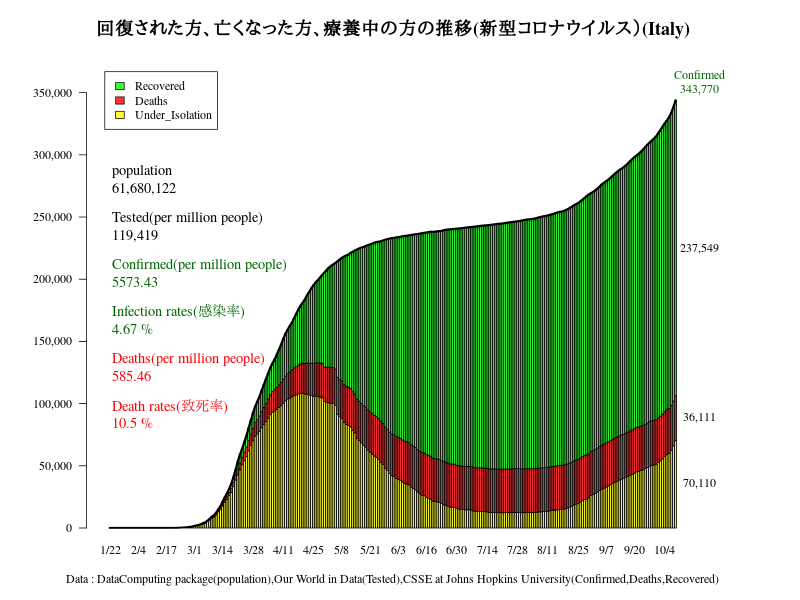 回復された方、亡くなった方、療養中の方の推移(新型コロナウイルス）(Italy)
Confirmed
343,770
Recovered
Deaths
Under_Isolation
350,000
300,000
250,000
200,000
150,000
100,000
50,000
0
population
61,680,122
Tested(per million people)
119,419
Confirmed(per million people)
5573.43
Infection rates(感染率)
4.67 %
Deaths(per million people)
585.46
Death rates(致死率)
10.5 %
237,549
36,111
70,110
1/22 2/4 2/17 3/1 3/14 3/28 4/11 4/25 5/8 5/21 6/3 6/16 6/30 7/14 7/28 8/11 8/25 9/7 9/20 10/4
Data : DataComputing package(population),Our World in Data(Tested),CSSE at Johns Hopkins University(Confirmed,Deaths,Recovered)